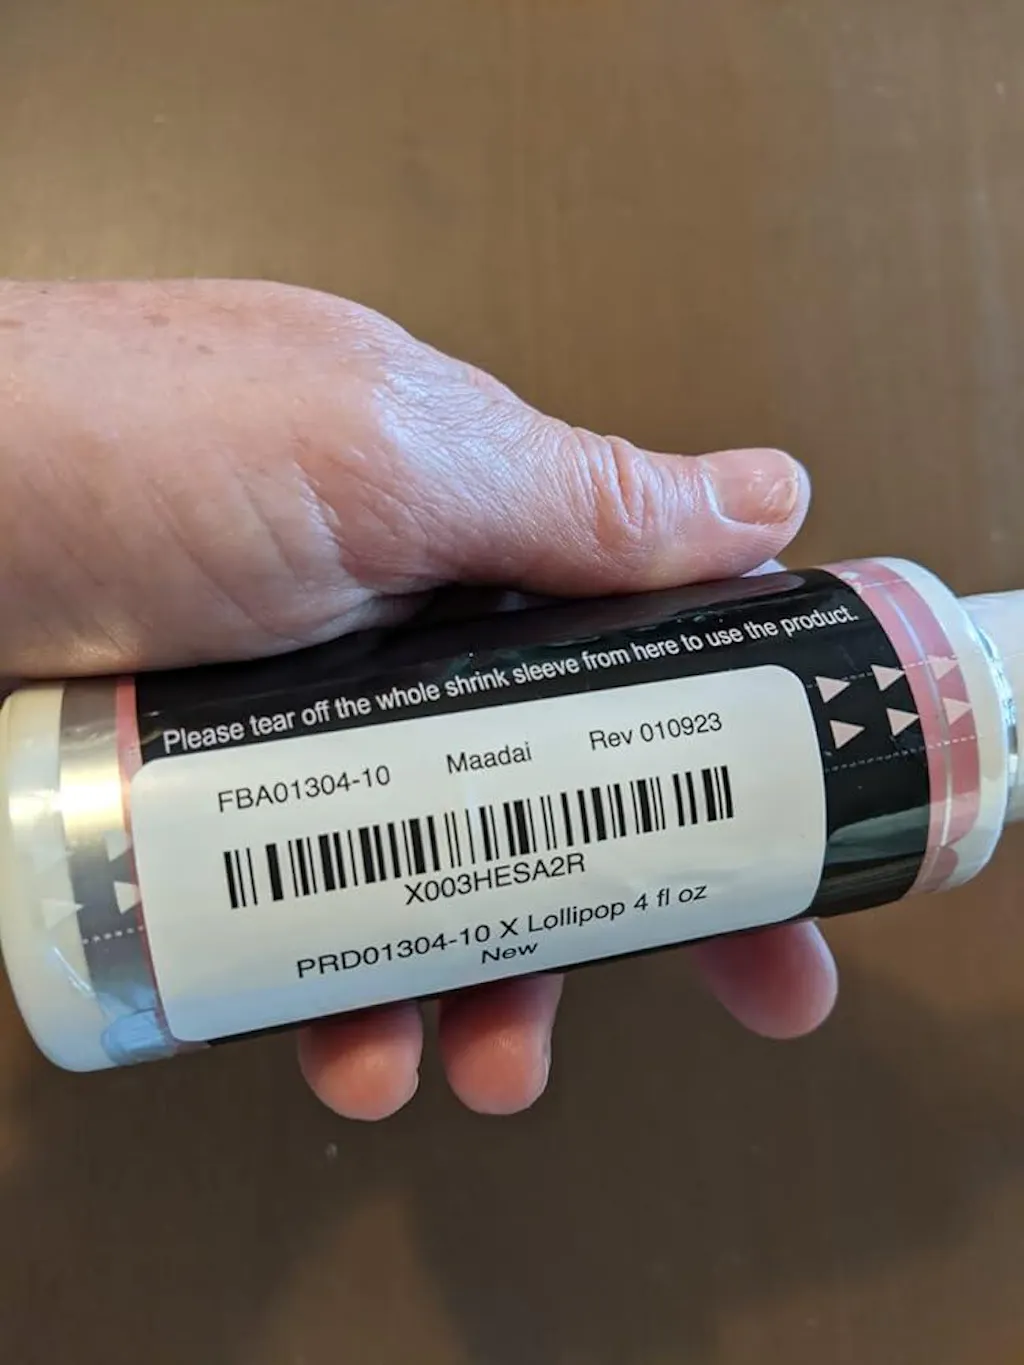 Please tear off the whole shrink sleeve from here to use the product.
FBA01304-10 Maadai Rev 010923
X003HESA2R
PRD01304-10 X Lollipop 4 fl oz
New